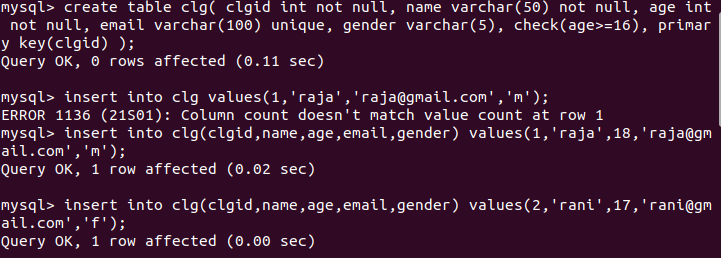 mysql> create table clg( clgid int not null, name varchar(50) not null, age int
 not null, email varchar(100) unique, gender varchar(5), check(age>=16), primar
y key(clgid) );
Query OK, 0 rows affected (0.11 sec)

mysql> insert into clg values(1,'raja','raja@gmail.com','m');
ERROR 1136 (21S01): Column count doesn't match value count at row 1
mysql> insert into clg(clgid,name,age,email,gender) values(1,'raja',18,'raja@gm
ail.com','m');
Query OK, 1 row affected (0.02 sec)

mysql> insert into clg(clgid,name,age,email,gender) values(2,'rani',17,'rani@gm
ail.com','f');
Query OK, 1 row affected (0.00 sec)